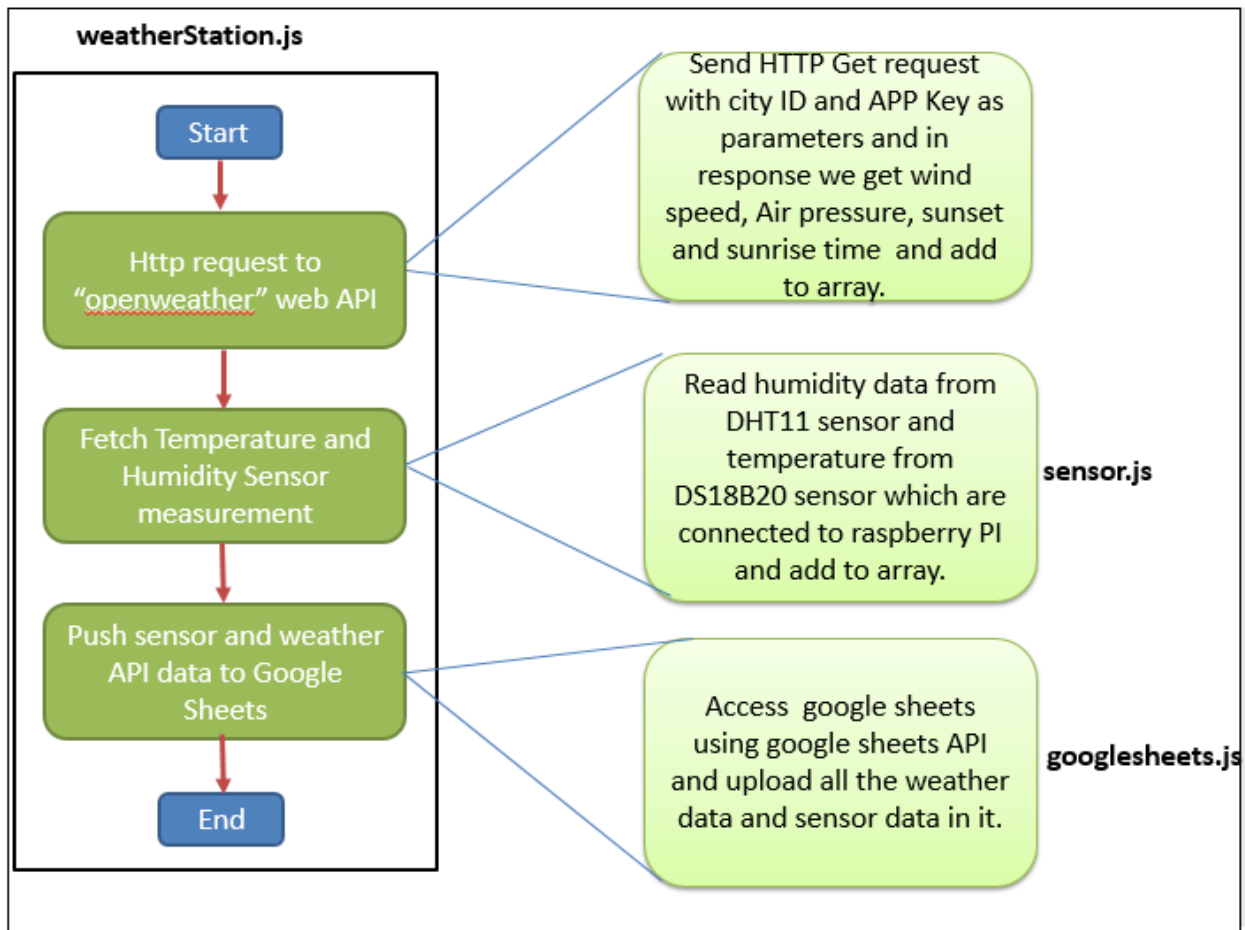 weatherStation.js
Start
Http request to
“openweather” web API
Fetch Temperature and
Humidity Sensor
measurement
Push sensor and weather
API data to Google
Sheets
End
Send HTTP Get request
with city ID and APP Key as
parameters and in
response we get wind
speed, Air pressure, sunset
and sunrise time and add
to array.
Read humidity data from
DHT11 sensor and
temperature from
DS18B20 sensor which are
connected to raspberry PI
and add to array.
sensor.js
Access google sheets
using google sheets API
and upload all the weather
data and sensor data in it.
googlesheets.js